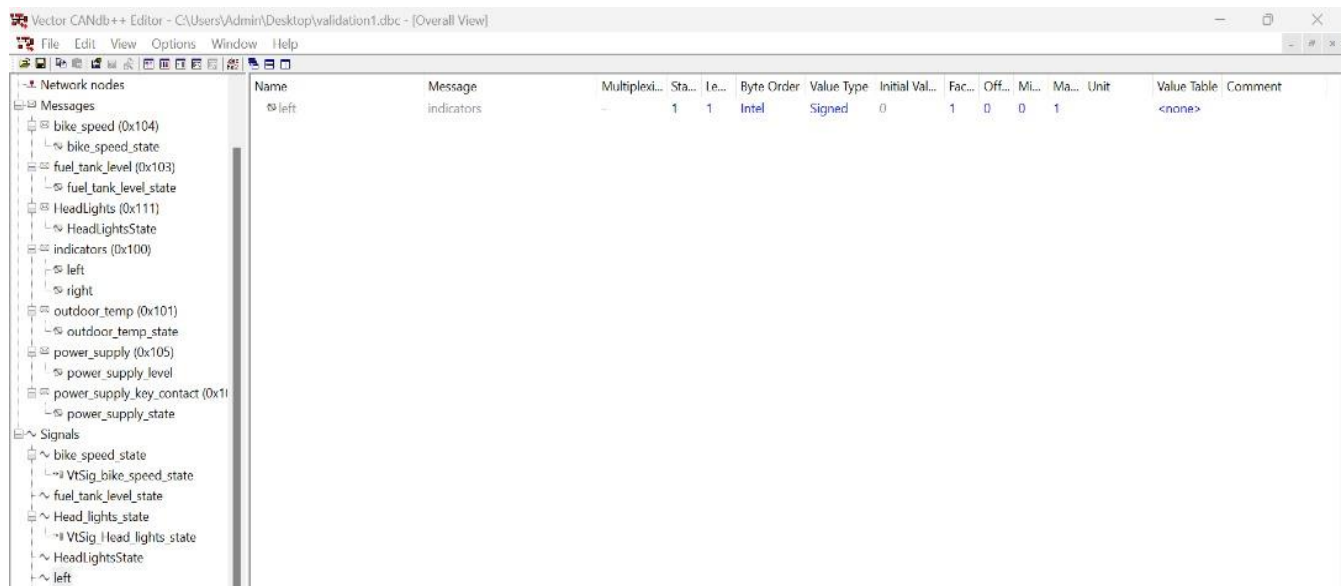 Vector CANdb++ Editor - C:\Users\Admin\Desktop\validation1.dbc - [Overall View]
File Edit View Options Window Help
Network nodes
Messages
bike_speed (0x104)
bike_speed_state
fuel_tank_level (0x103)
fuel_tank_level_state
HeadLights (0x111)
HeadLightsState
indicators (0x100)
left
right
outdoor_temp (0x101)
outdoor_temp_state
power_supply (0x105)
power_supply_level
power_supply_key_contact (0x1
power_supply_state
Signals
bike_speed_state
VtSig_bike_speed_state
fuel_tank_level_state
Head_lights_state
VtSig_Head_lights_state
HeadLightsState
left
Name Message Multiplexi... Sta... Le... Byte Order Value Type Initial Val... Fac... Off... Mi... Ma... Unit Value Table Comment
left indicators - 1 1 Intel Signed 0 1 0 0 1 <none>